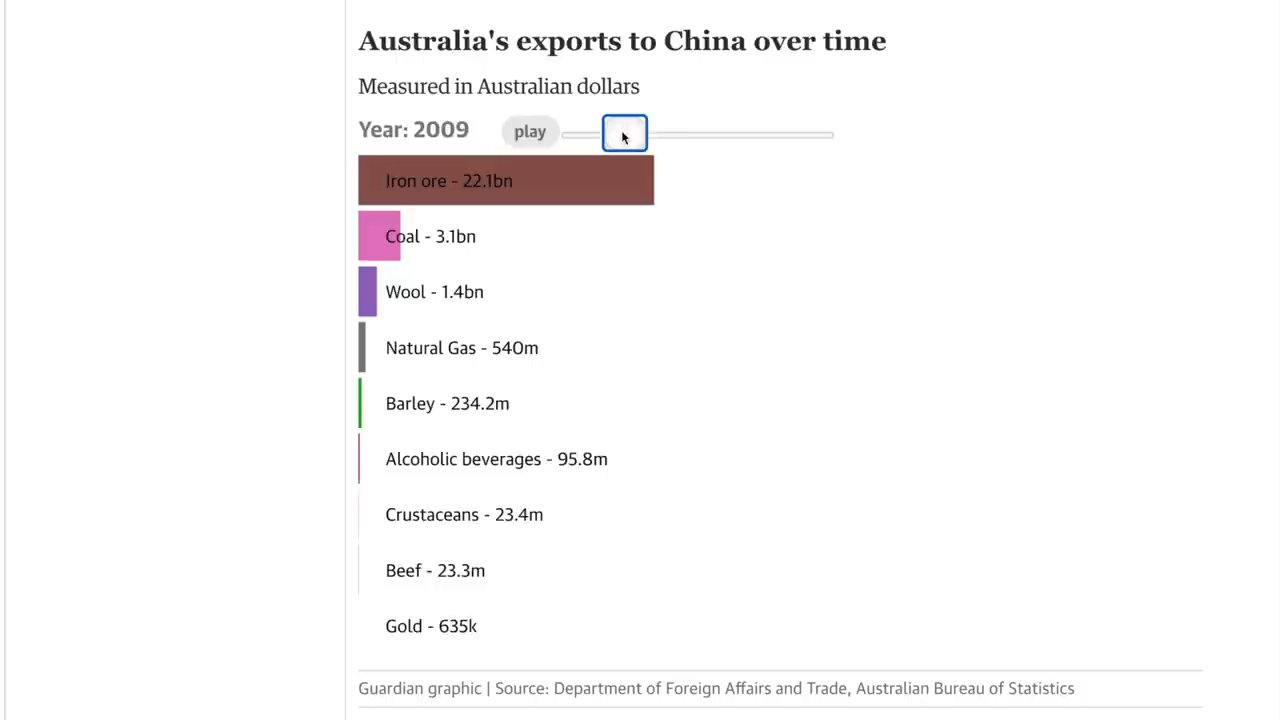 Australia's exports to China over time
Measured in Australian dollars
Year: 2009 play
Iron ore - 22.1bn
Coal - 3.1bn
Wool - 1.4bn
Natural Gas - 540m
Barley - 234.2m
Alcoholic beverages - 95.8m
Crustaceans - 23.4m
Beef - 23.3m
Gold - 635k
Guardian graphic | Source: Department of Foreign Affairs and Trade, Australian Bureau of Statistics